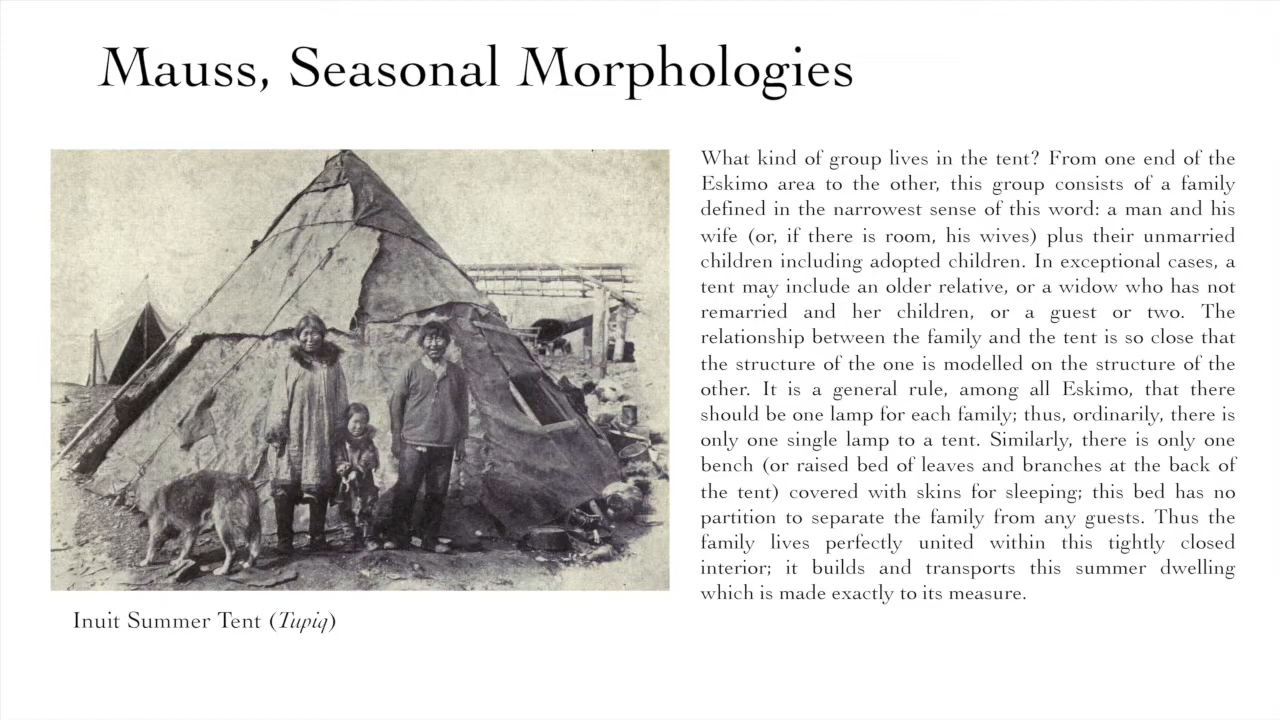 Mauss, Seasonal Morphologies
What kind of group lives in the tent? From one end of the
Eskimo area to the other, this group consists of a family
defined in the narrowest sense of this word: a man and his
wife (or, if there is room, his wives) plus their unmarried
children including adopted children. In exceptional cases, a
tent may include an older relative, or a widow who has not
remarried and her children, or a guest or two. The
relationship between the family and the tent is so close that
the structure of the one is modelled on the structure of the
other. It is a general rule, among all Eskimo, that there
should be one lamp for each family; thus, ordinarily, there is
only one single lamp to a tent. Similarly, there is only one
bench (or raised bed of leaves and branches at the back of
the tent) covered with skins for sleeping; this bed has no
partition to separate the family from any guests. Thus the
family lives perfectly united within this tightly closed
interior; it builds and transports this summer dwelling
which is made exactly to its measure.
Inuit Summer Tent (Tupiq)